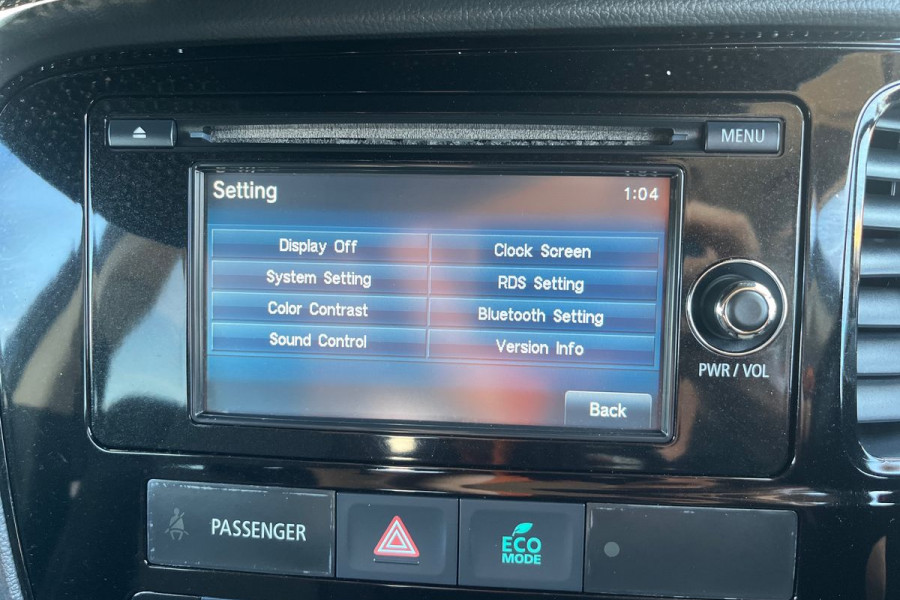 MENU
Setting 1:04
Display Off Clock Screen
System Setting RDS Setting
Color Contrast Bluetooth Setting
Sound Control Version Info
PWR / VOL
Back
PASSENGER
ECO
MODE